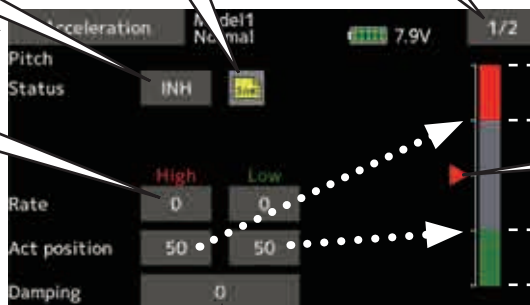 Acceleration Model1 7.9V 1/2
Normal
Pitch
Status INH
High Low
Rate 0 0
Act position 50 50
Damping 0